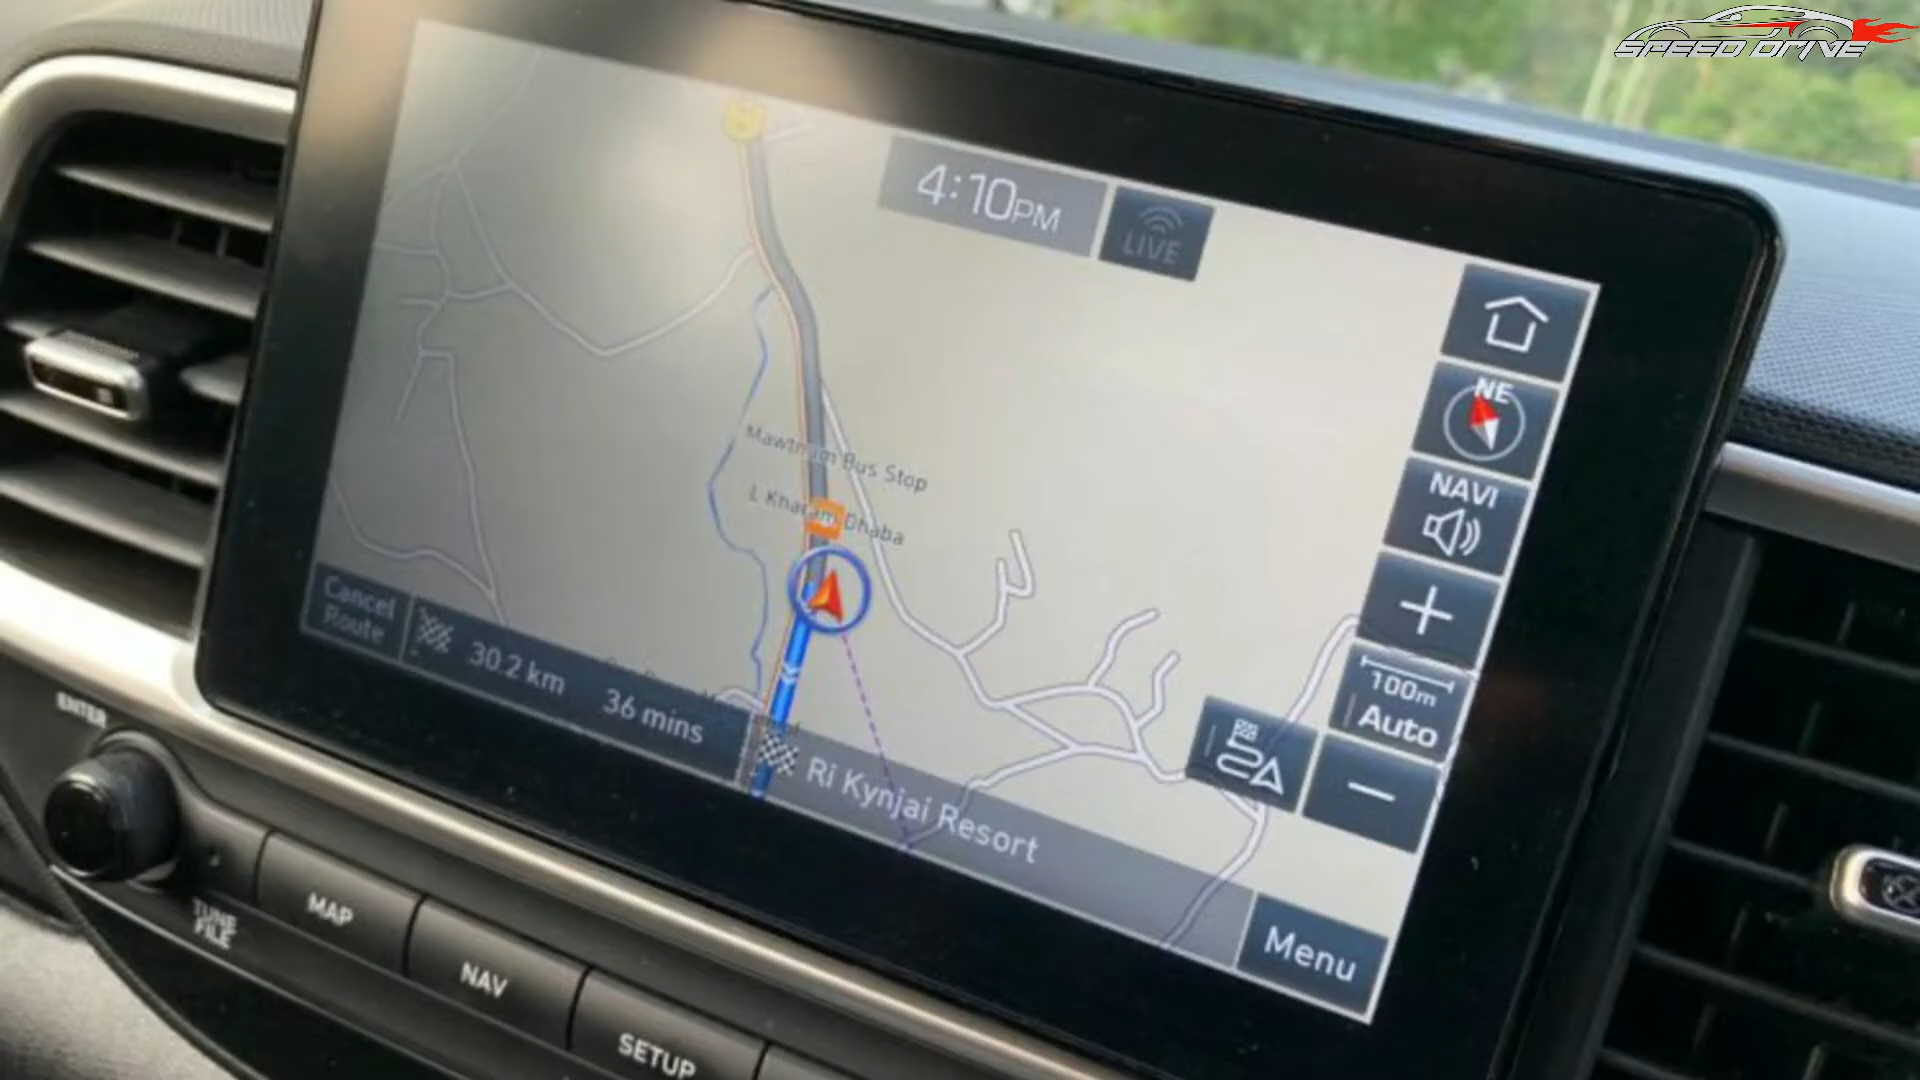 SPEED DRIVE
4:10PM
LIVE
NE
NAVI
Mawtnum Bus Stop
L Kharam Dhaba
100m
Auto
Cancel
Route
30.2 km
36 mins
Ri Kynjai Resort
Menu
ENTER
TUNE
FILE
MAP
NAV
SETUP